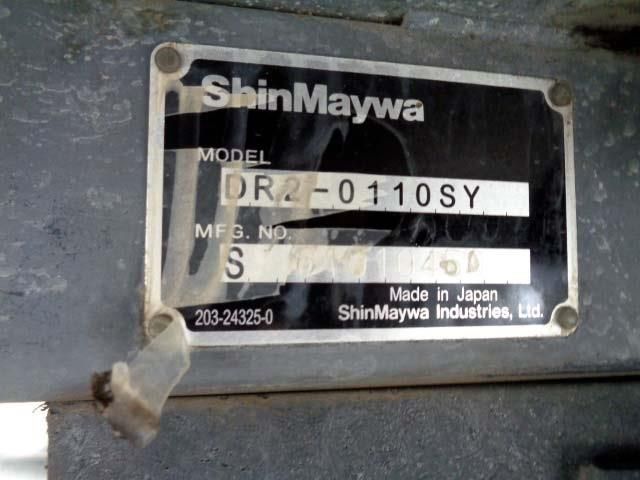 ShinMaywa
MODEL
DR2-0110SY
MFG. NO.
S
Made in Japan
203-24325-0 ShinMaywa Industries, Ltd.